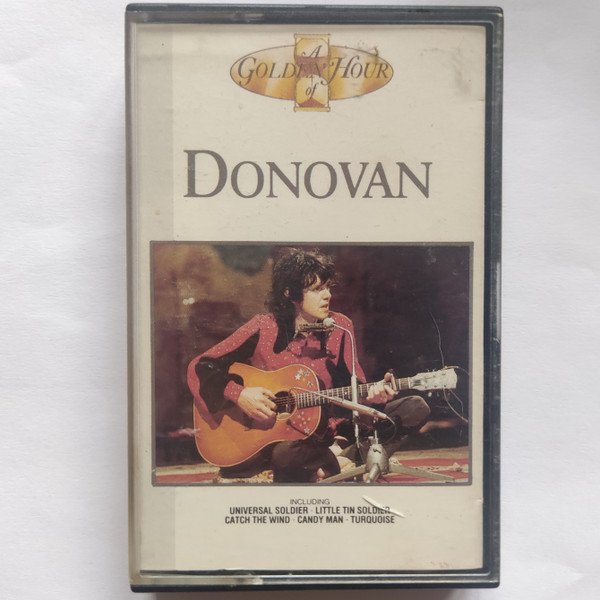 A
GOLDEN HOUR
of
DONOVAN
INCLUDING
UNIVERSAL SOLDIER · LITTLE TIN SOLDIER
CATCH THE WIND · CANDY MAN · TURQUOISE